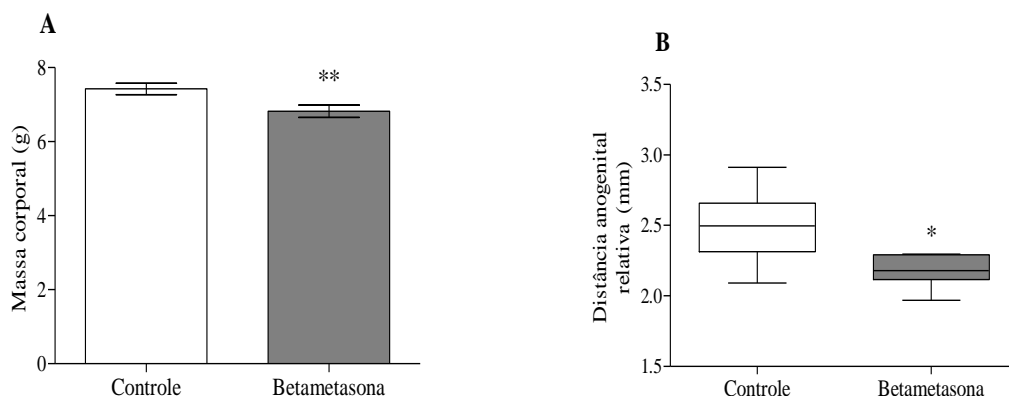 A
Massa corporal (g)
8
6
4
2
0
**
Controle
Betametasona
B
Distância anogenital
relativa (mm)
3.5
3.0
2.5
2.0
1.5
*
Controle
Betametasona